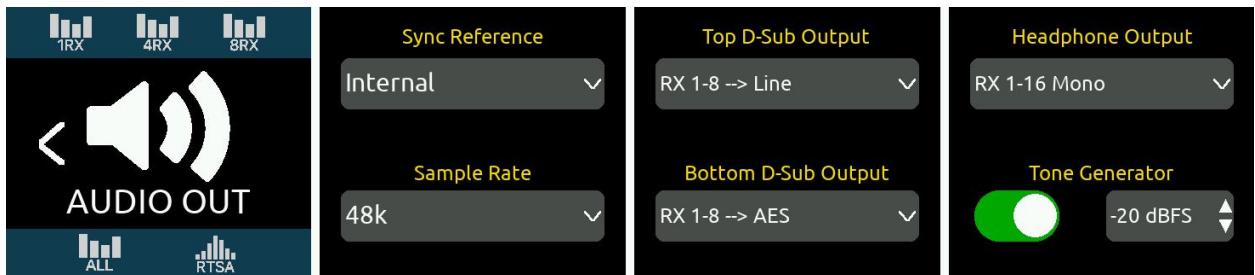 1RX 4RX 8RX
AUDIO OUT
ALL RTSA
Sync Reference
Internal
Sample Rate
48k
Top D-Sub Output
RX 1-8 --> Line
Bottom D-Sub Output
RX 1-8 --> AES
Headphone Output
RX 1-16 Mono
Tone Generator
-20 dBFS